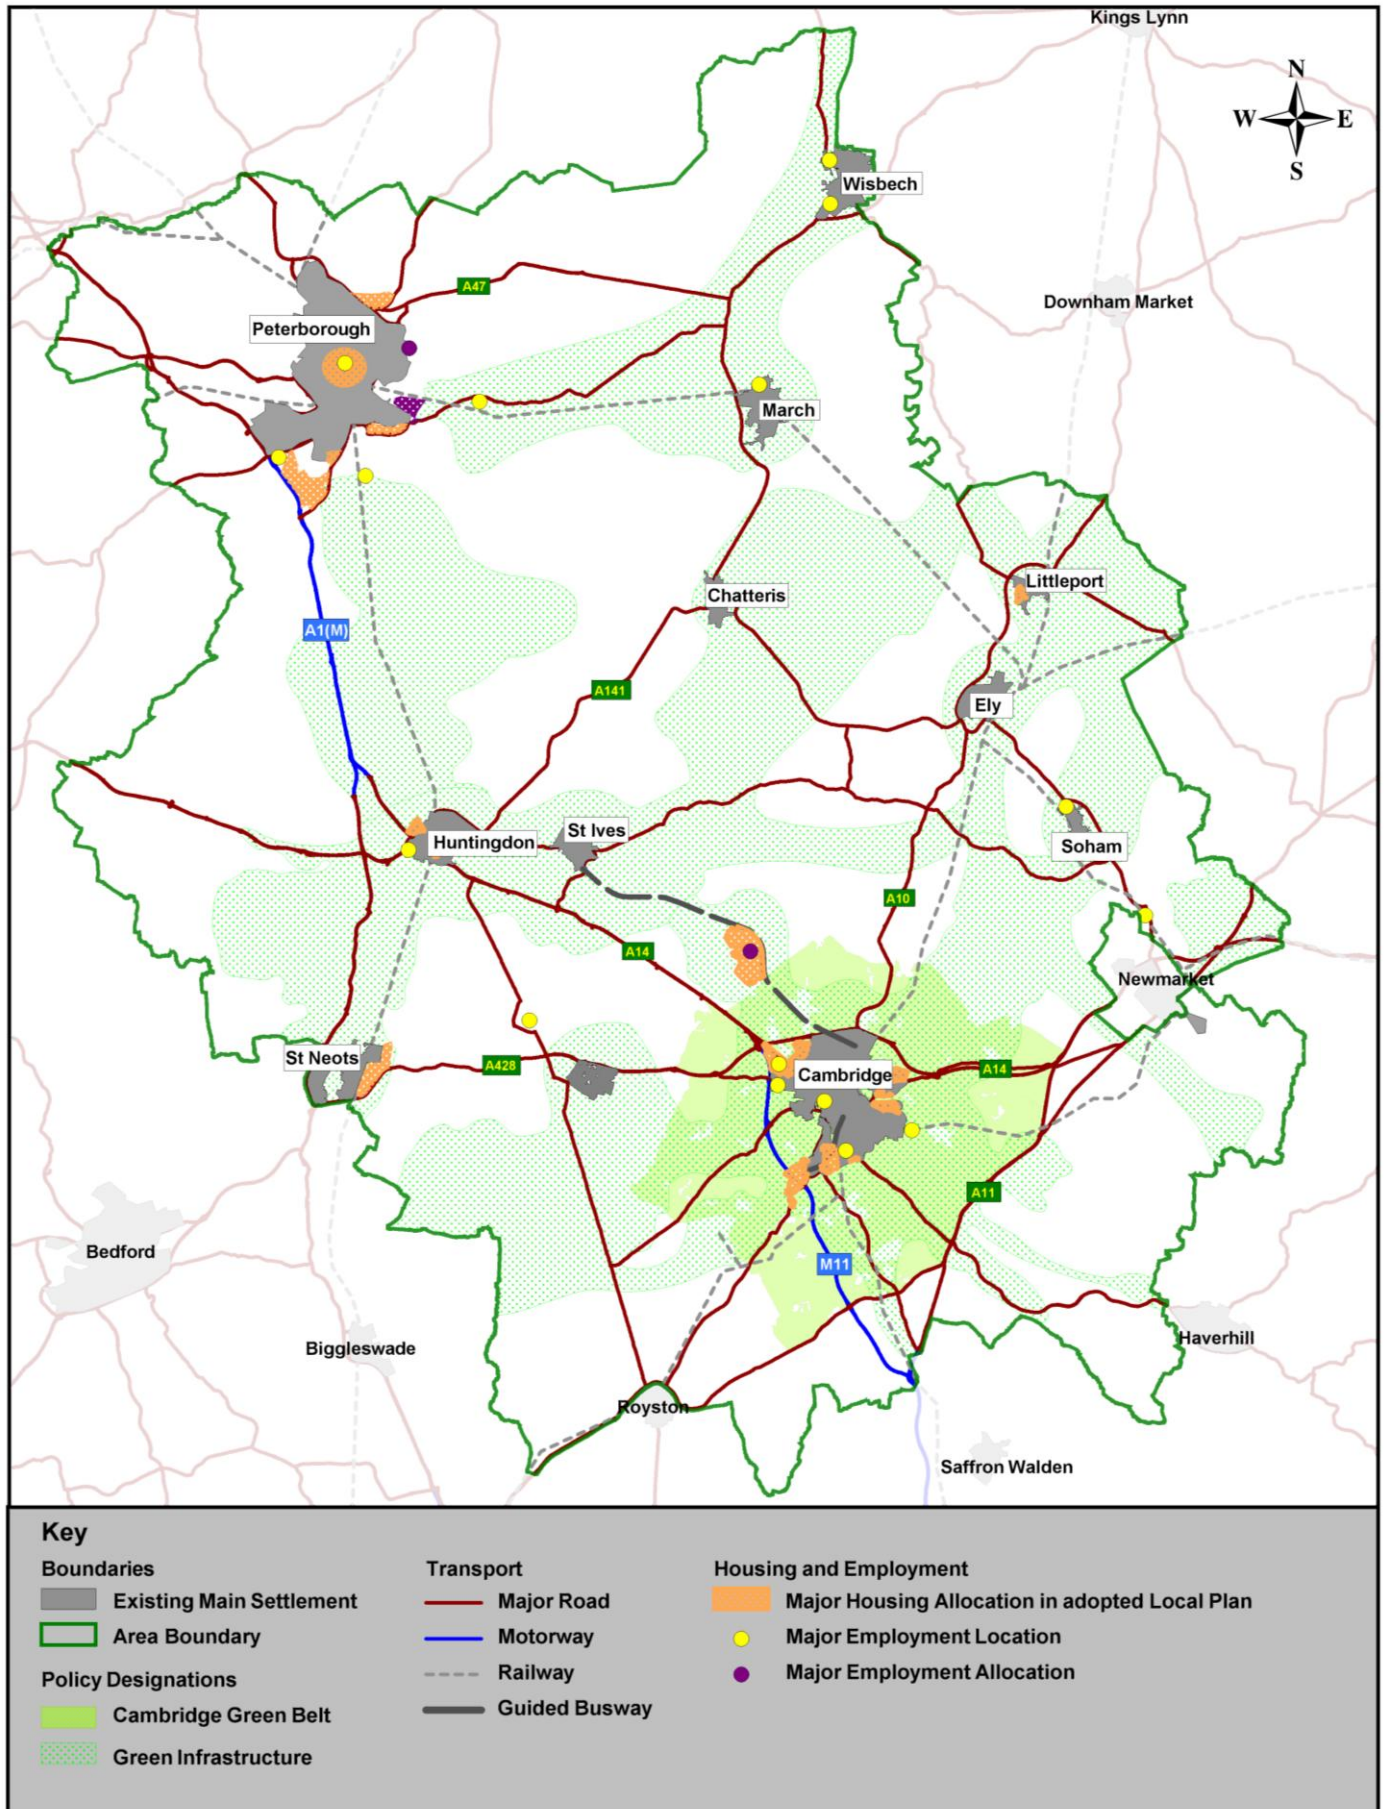 Kings Lynn
N
W E
S
Wisbech
A47
Downham Market
Peterborough
March
Littleport
Chatteris
A1(M)
A141
Ely
St Ives
Huntingdon
Soham
A10
A14
Newmarket
St Neots
A428
Cambridge
A14
A11
Bedford
M11
Haverhill
Biggleswade
Royston
Saffron Walden
Key
Boundaries
Existing Main Settlement
Area Boundary
Policy Designations
Cambridge Green Belt
Green Infrastructure
Transport
Major Road
Motorway
Railway
Guided Busway
Housing and Employment
Major Housing Allocation in adopted Local Plan
Major Employment Location
Major Employment Allocation